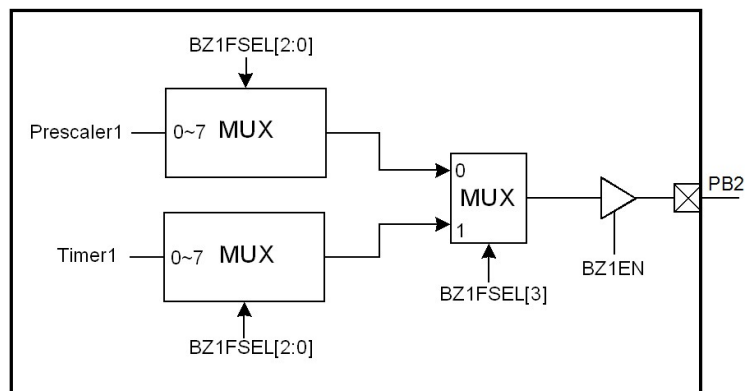 BZ1FSEL[2:0]
Prescaler1
0~7 MUX
0
MUX
1
PB2
Timer1
0~7 MUX
BZ1EN
BZ1FSEL[3]
BZ1FSEL[2:0]